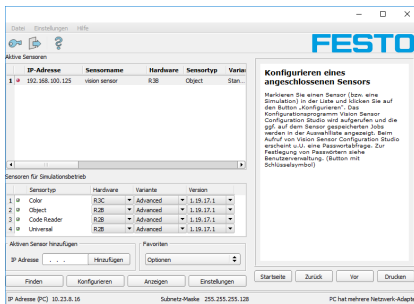 Datei Einstellungen Hilfe
FESTO
Aktive Sensoren
IP-Adresse Sensorname Hardware Sensortyp Varian
1 192.168.100.125 vision sensor R3B Object Stan...
Sensoren für Simulationsbetrieb
Sensortyp Hardware Variante Version
1 Color R3C Advanced 1.19.17.1
2 Object R2B Advanced 1.19.17.1
3 Code Reader R2B Advanced 1.19.17.1
4 Universal R2B Advanced 1.19.17.1
Aktiven Sensor hinzufügen Favoriten
IP Adresse . . . Hinzufügen Optionen
Finden Konfigurieren Anzeigen Einstellungen
Konfigurieren eines
angeschlossenen Sensors
Markieren Sie einen Sensor (bzw. eine
Simulation) in der Liste und klicken Sie auf
den Button „Konfigurieren". Das
Konfigurationsprogramm Vision Sensor
Configuration Studio wird aufgerufen und die
ggf. auf dem Sensor gespeicherten Jobs
werden in der Auswahlliste angezeigt. Beim
Aufruf von Vision Sensor Configuration Studio
erscheint u.U. eine Passwortabfrage. Zur
Festlegung von Passwörtern siehe
Benutzerverwaltung. (Button mit
Schlüsselsymbol)
Startseite Zurück Vor Drucken
IP Adresse (PC) 10.23.8.16 Subnetz-Maske 255.255.255.128 PC hat mehrere Netzwerk-Adapte